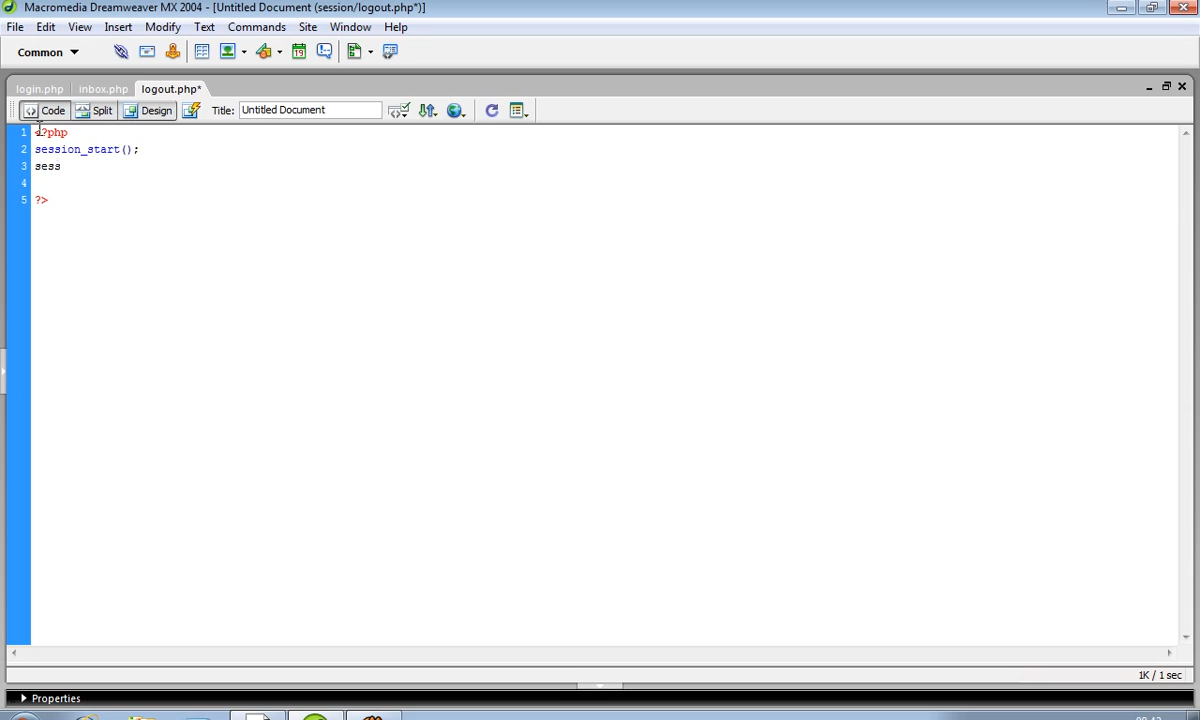 Macromedia Dreamweaver MX 2004 - [Untitled Document (session/logout.php*)]
File Edit View Insert Modify Text Commands Site Window Help
Common
19
login.php inbox.php logout.php*
Code Split Design Title: Untitled Document
1 <?php
2 session_start();
3 sess
4
5 ?>
1K / 1 sec
Properties